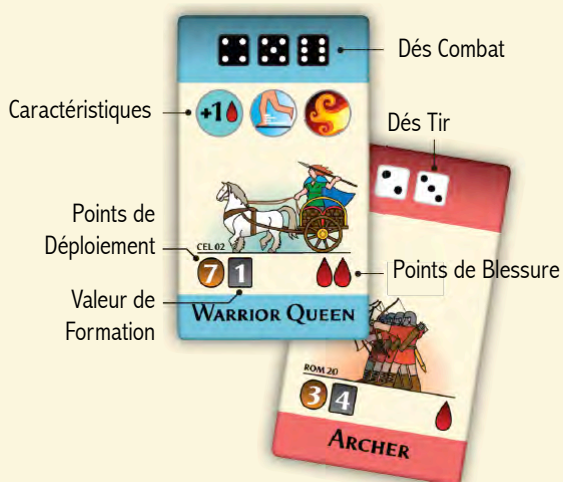 Dés Combat
Caractéristiques
+1
Dés Tir
CEL 02
Points de
Déploiement
7 1
Points de Blessure
Valeur de
Formation
WARRIOR QUEEN
ROM 20
3 4
ARCHER